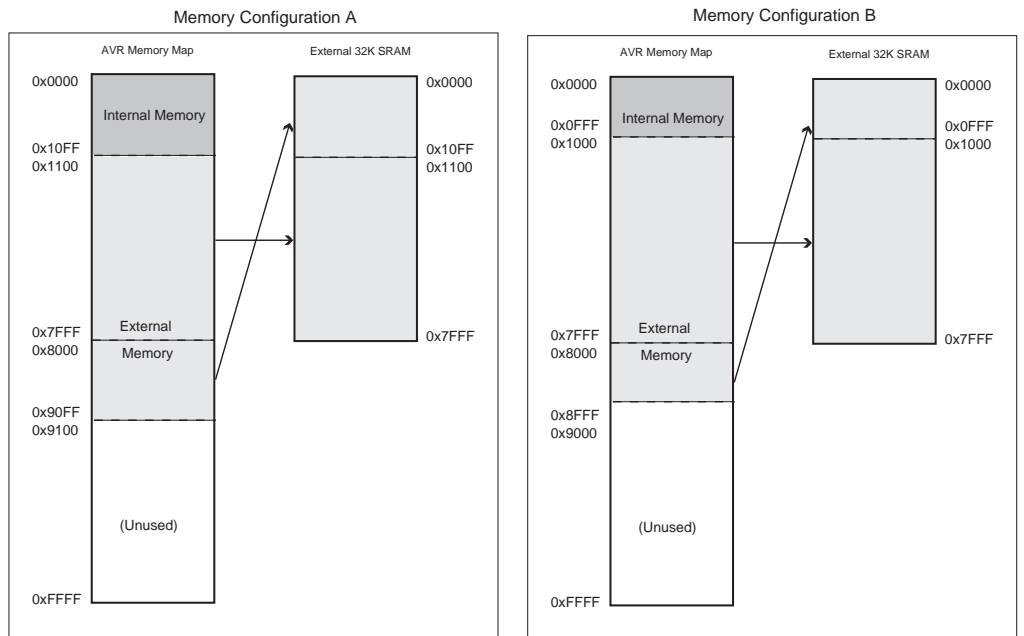 Memory Configuration A
AVR Memory Map
External 32K SRAM
0x0000
Internal Memory
0x10FF
0x1100
0x7FFF
External
0x8000
Memory
0x90FF
0x9100
(Unused)
0xFFFF
0x0000
0x10FF
0x1100
0x7FFF
Memory Configuration B
AVR Memory Map
External 32K SRAM
0x0000
Internal Memory
0x0FFF
0x1000
0x7FFF
External
0x8000
Memory
0x8FFF
0x9000
(Unused)
0xFFFF
0x0000
0x0FFF
0x1000
0x7FFF